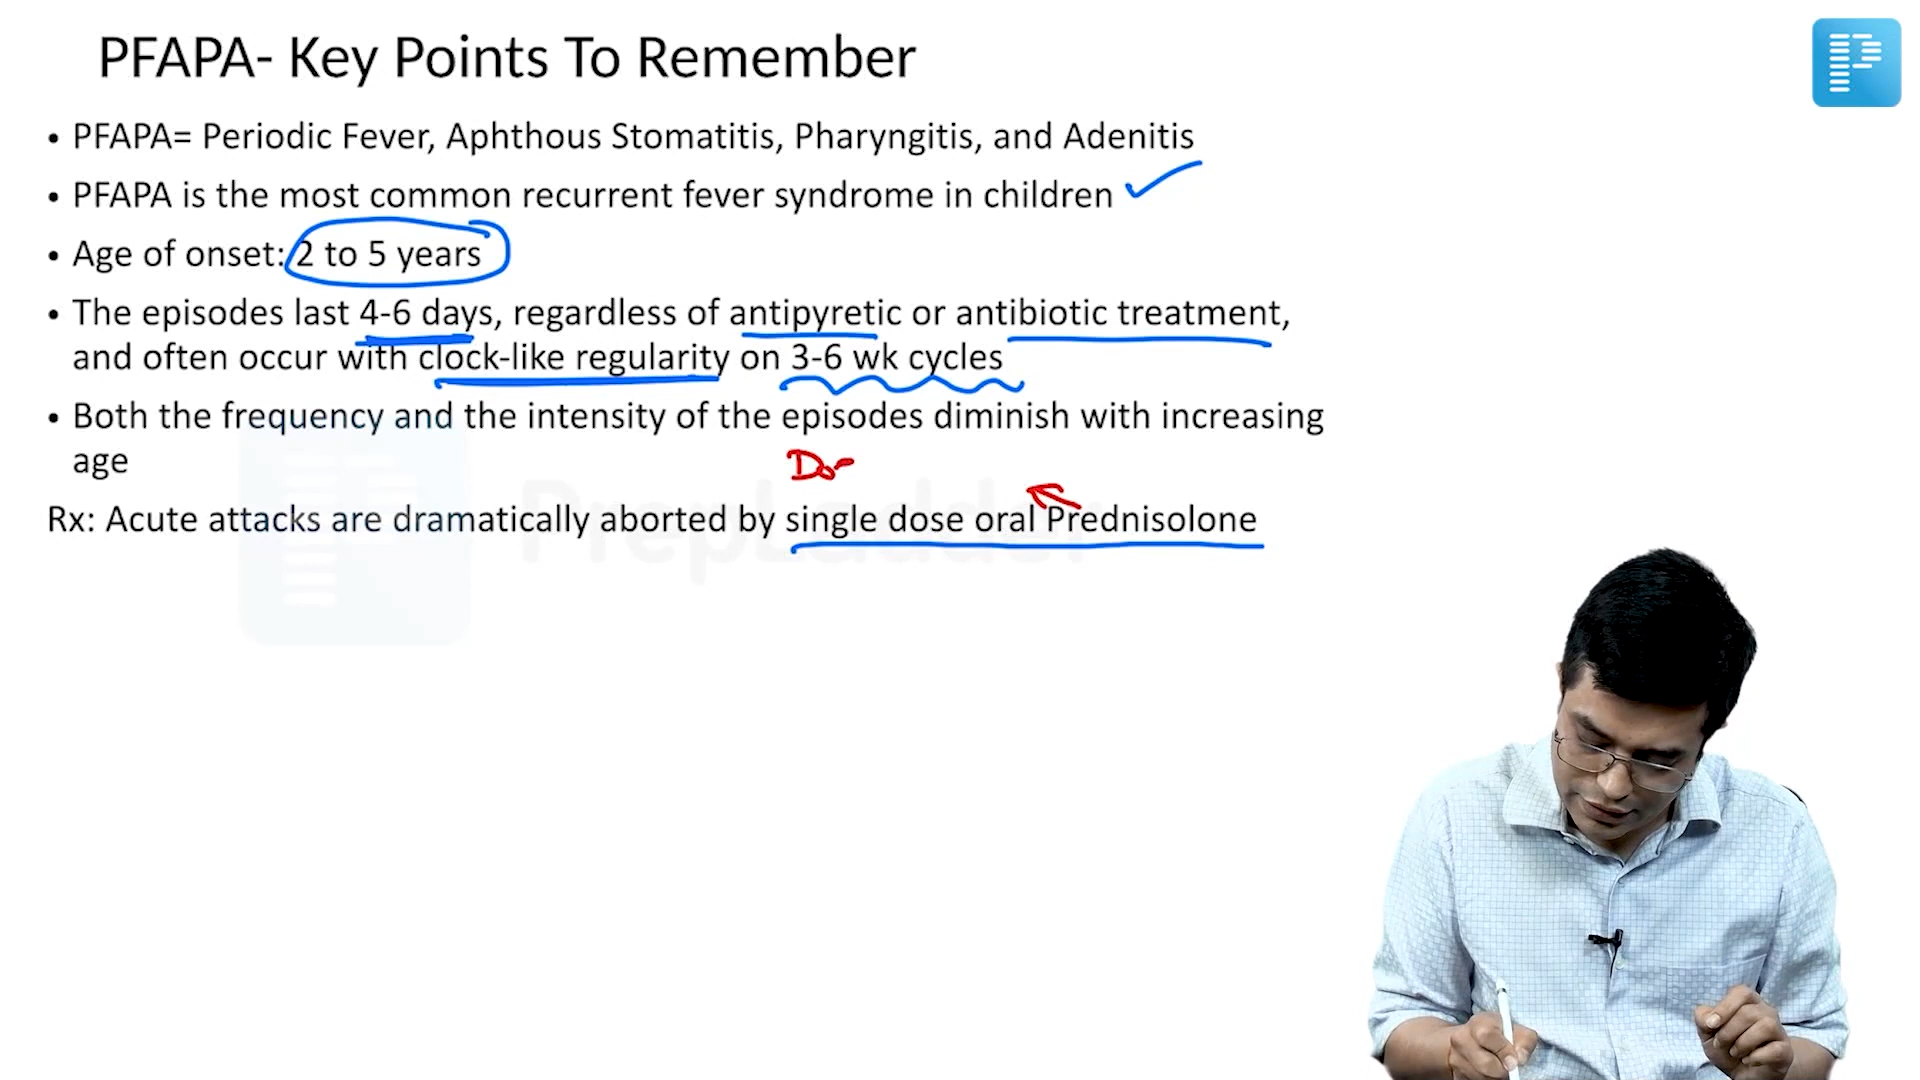 PFAPA- Key Points To Remember
• PFAPA= Periodic Fever, Aphthous Stomatitis, Pharyngitis, and Adenitis
• PFAPA is the most common recurrent fever syndrome in children
• Age of onset: 2 to 5 years
• The episodes last 4-6 days, regardless of antipyretic or antibiotic treatment,
and often occur with clock-like regularity on 3-6 wk cycles
• Both the frequency and the intensity of the episodes diminish with increasing
age
Rx: Acute attacks are dramatically aborted by single dose oral Prednisolone
PrepLadder